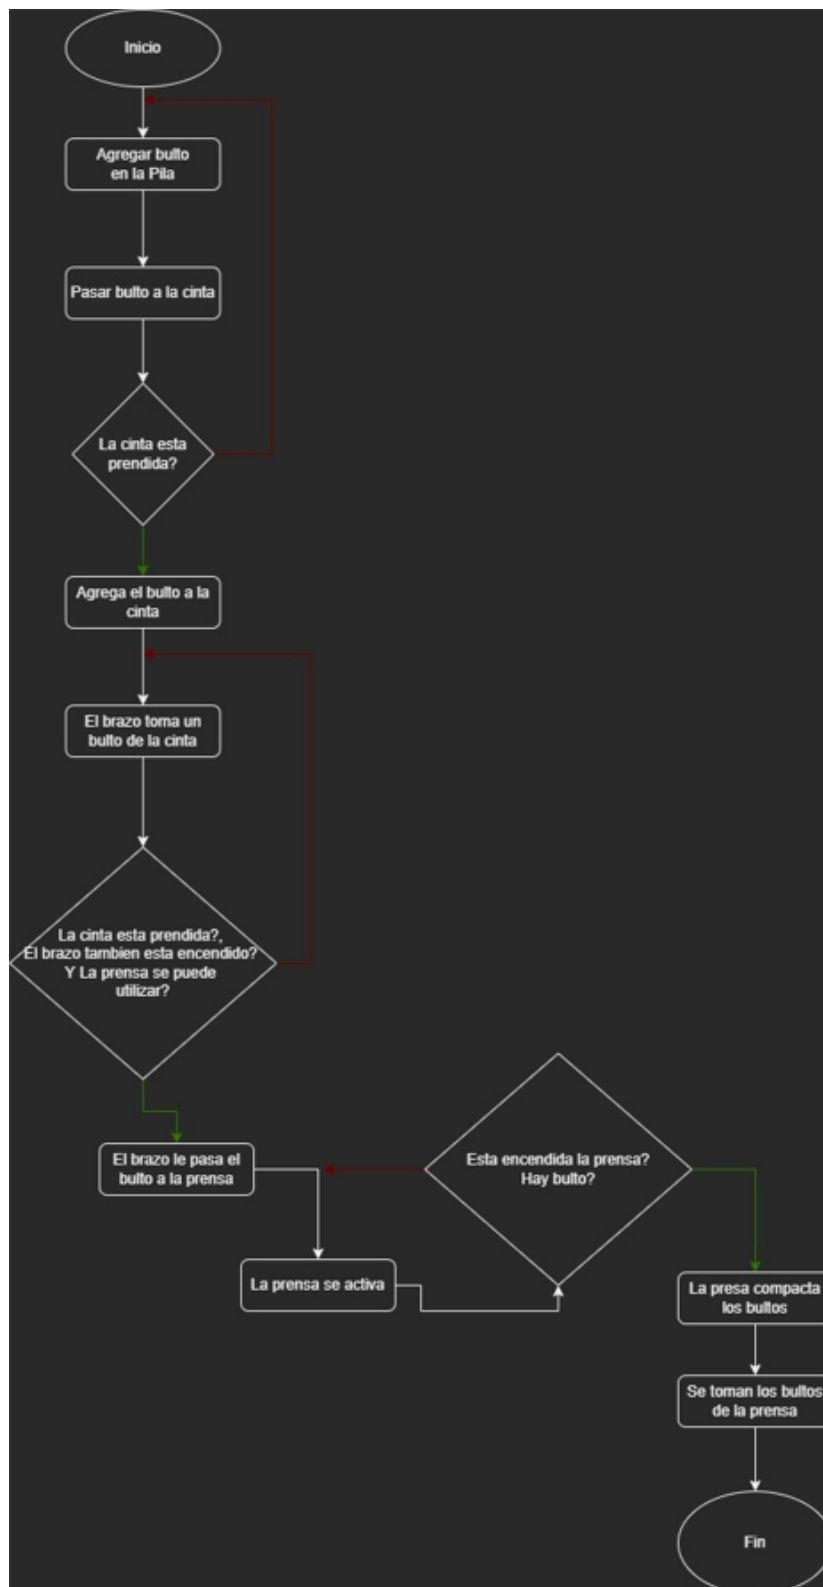 Inicio
Agregar bulto
en la Pila
Pasar bulto a la cinta
La cinta esta
prendida?
Agrega el bulto a la
cinta
El brazo toma un
bulto de la cinta
La cinta esta prendida?,
El brazo tambien esta encendido?
Y La prensa se puede
utilizar?
El brazo le pasa el
bulto a la prensa
La prensa se activa
Esta encendida la prensa?
Hay bulto?
La presa compacta
los bultos
Se toman los bultos
de la prensa
Fin